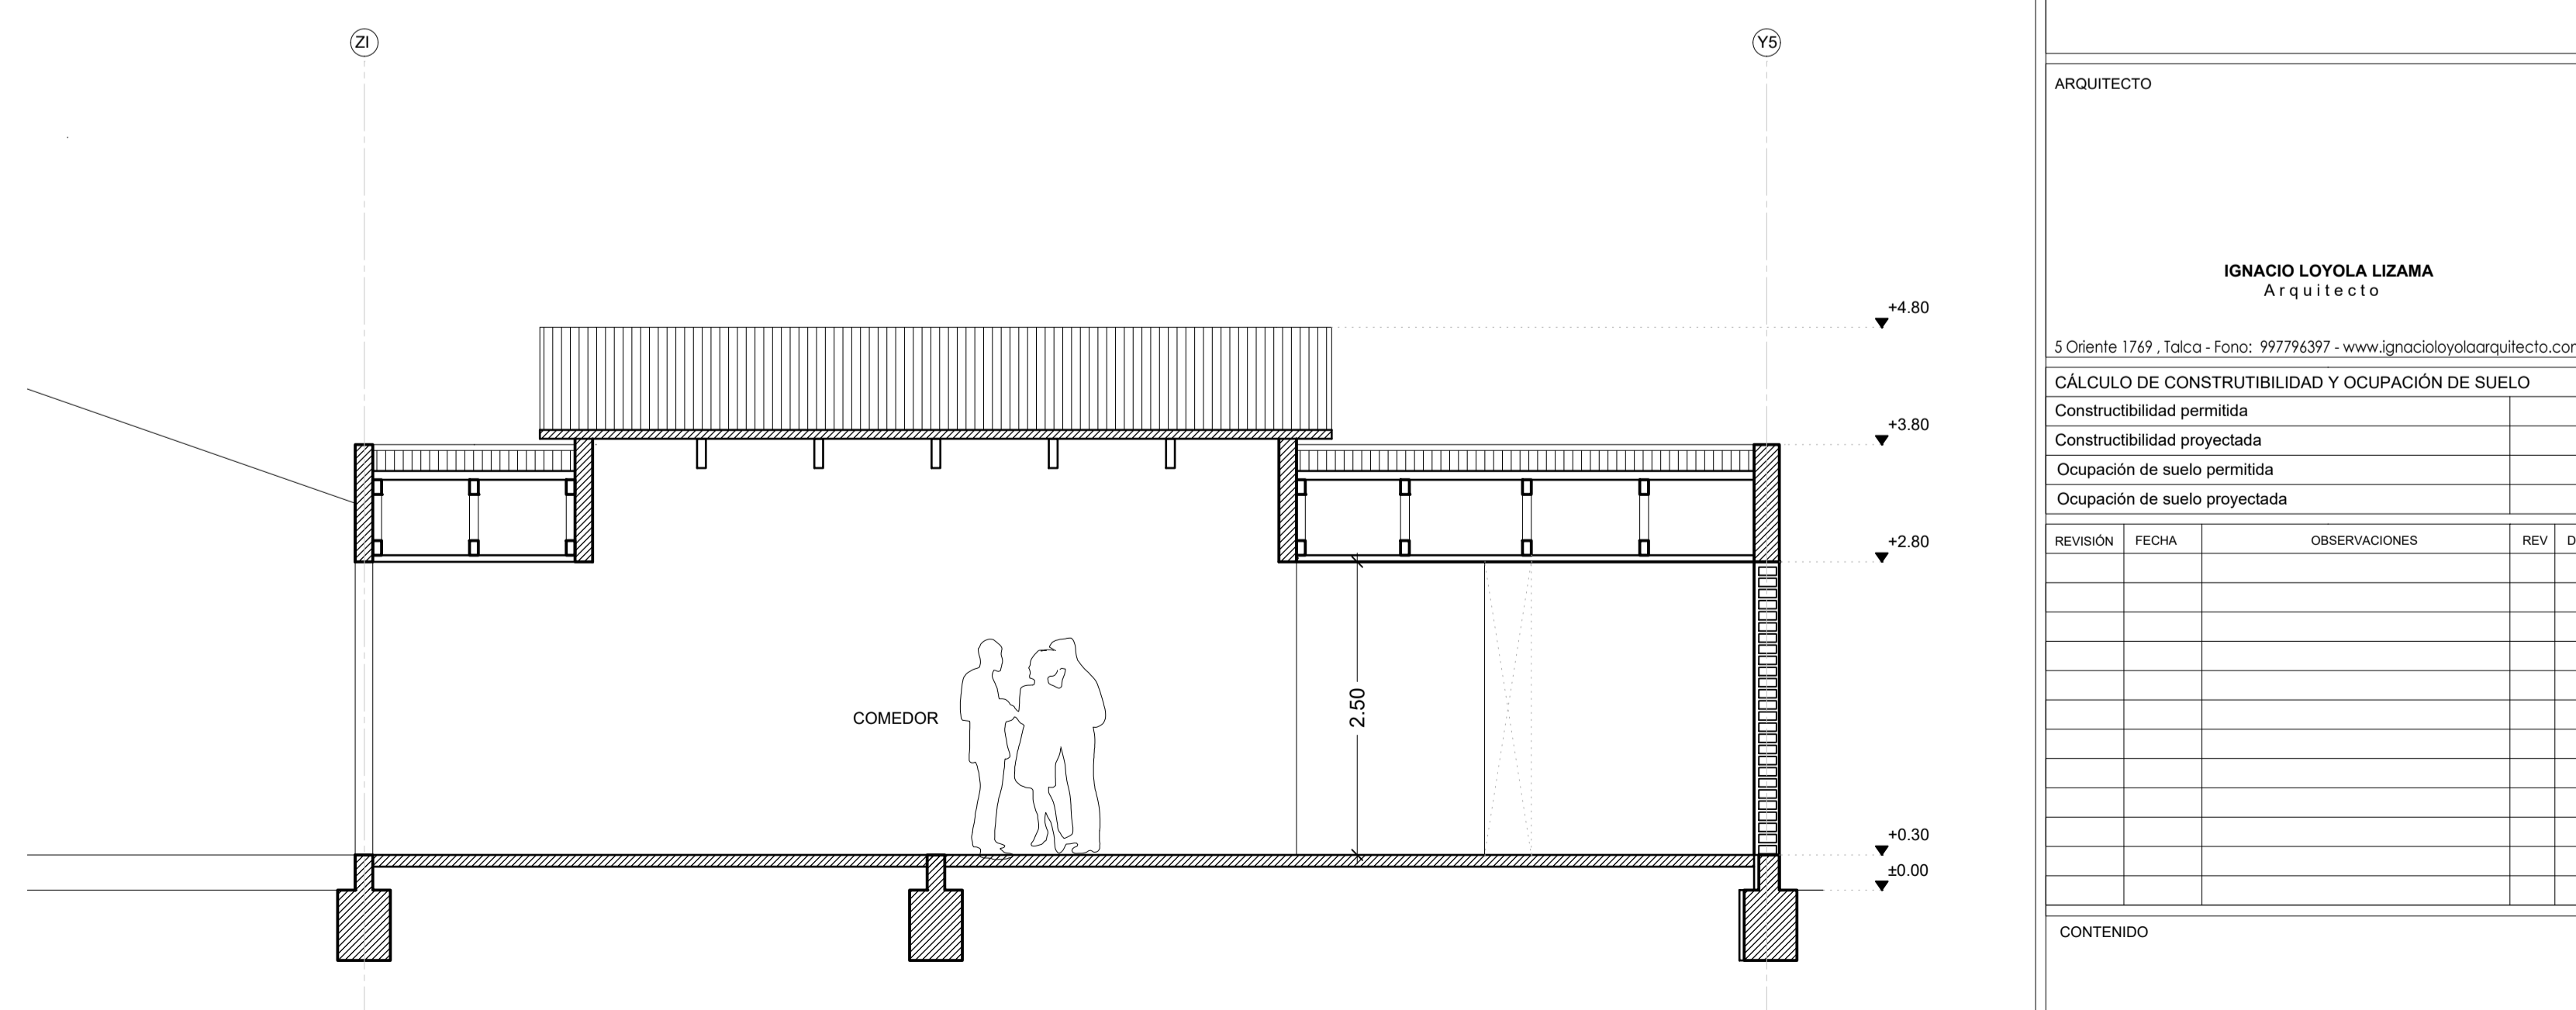 ZI
Y5
+4.80
+3.80
+2.80
COMEDOR
2.50
+0.30
±0.00
ARQUITECTO
IGNACIO LOYOLA LIZAMA
Arquitecto
5 Oriente 1769 , Talca - Fono: 997796397 - www.ignacioloyolaarquitecto.com
CÁLCULO DE CONSTRUTIBILIDAD Y OCUPACIÓN DE SUELO
Constructibilidad permitida
Constructibilidad proyectada
Ocupación de suelo permitida
Ocupación de suelo proyectada
REVISIÓN FECHA OBSERVACIONES REV D
CONTENIDO